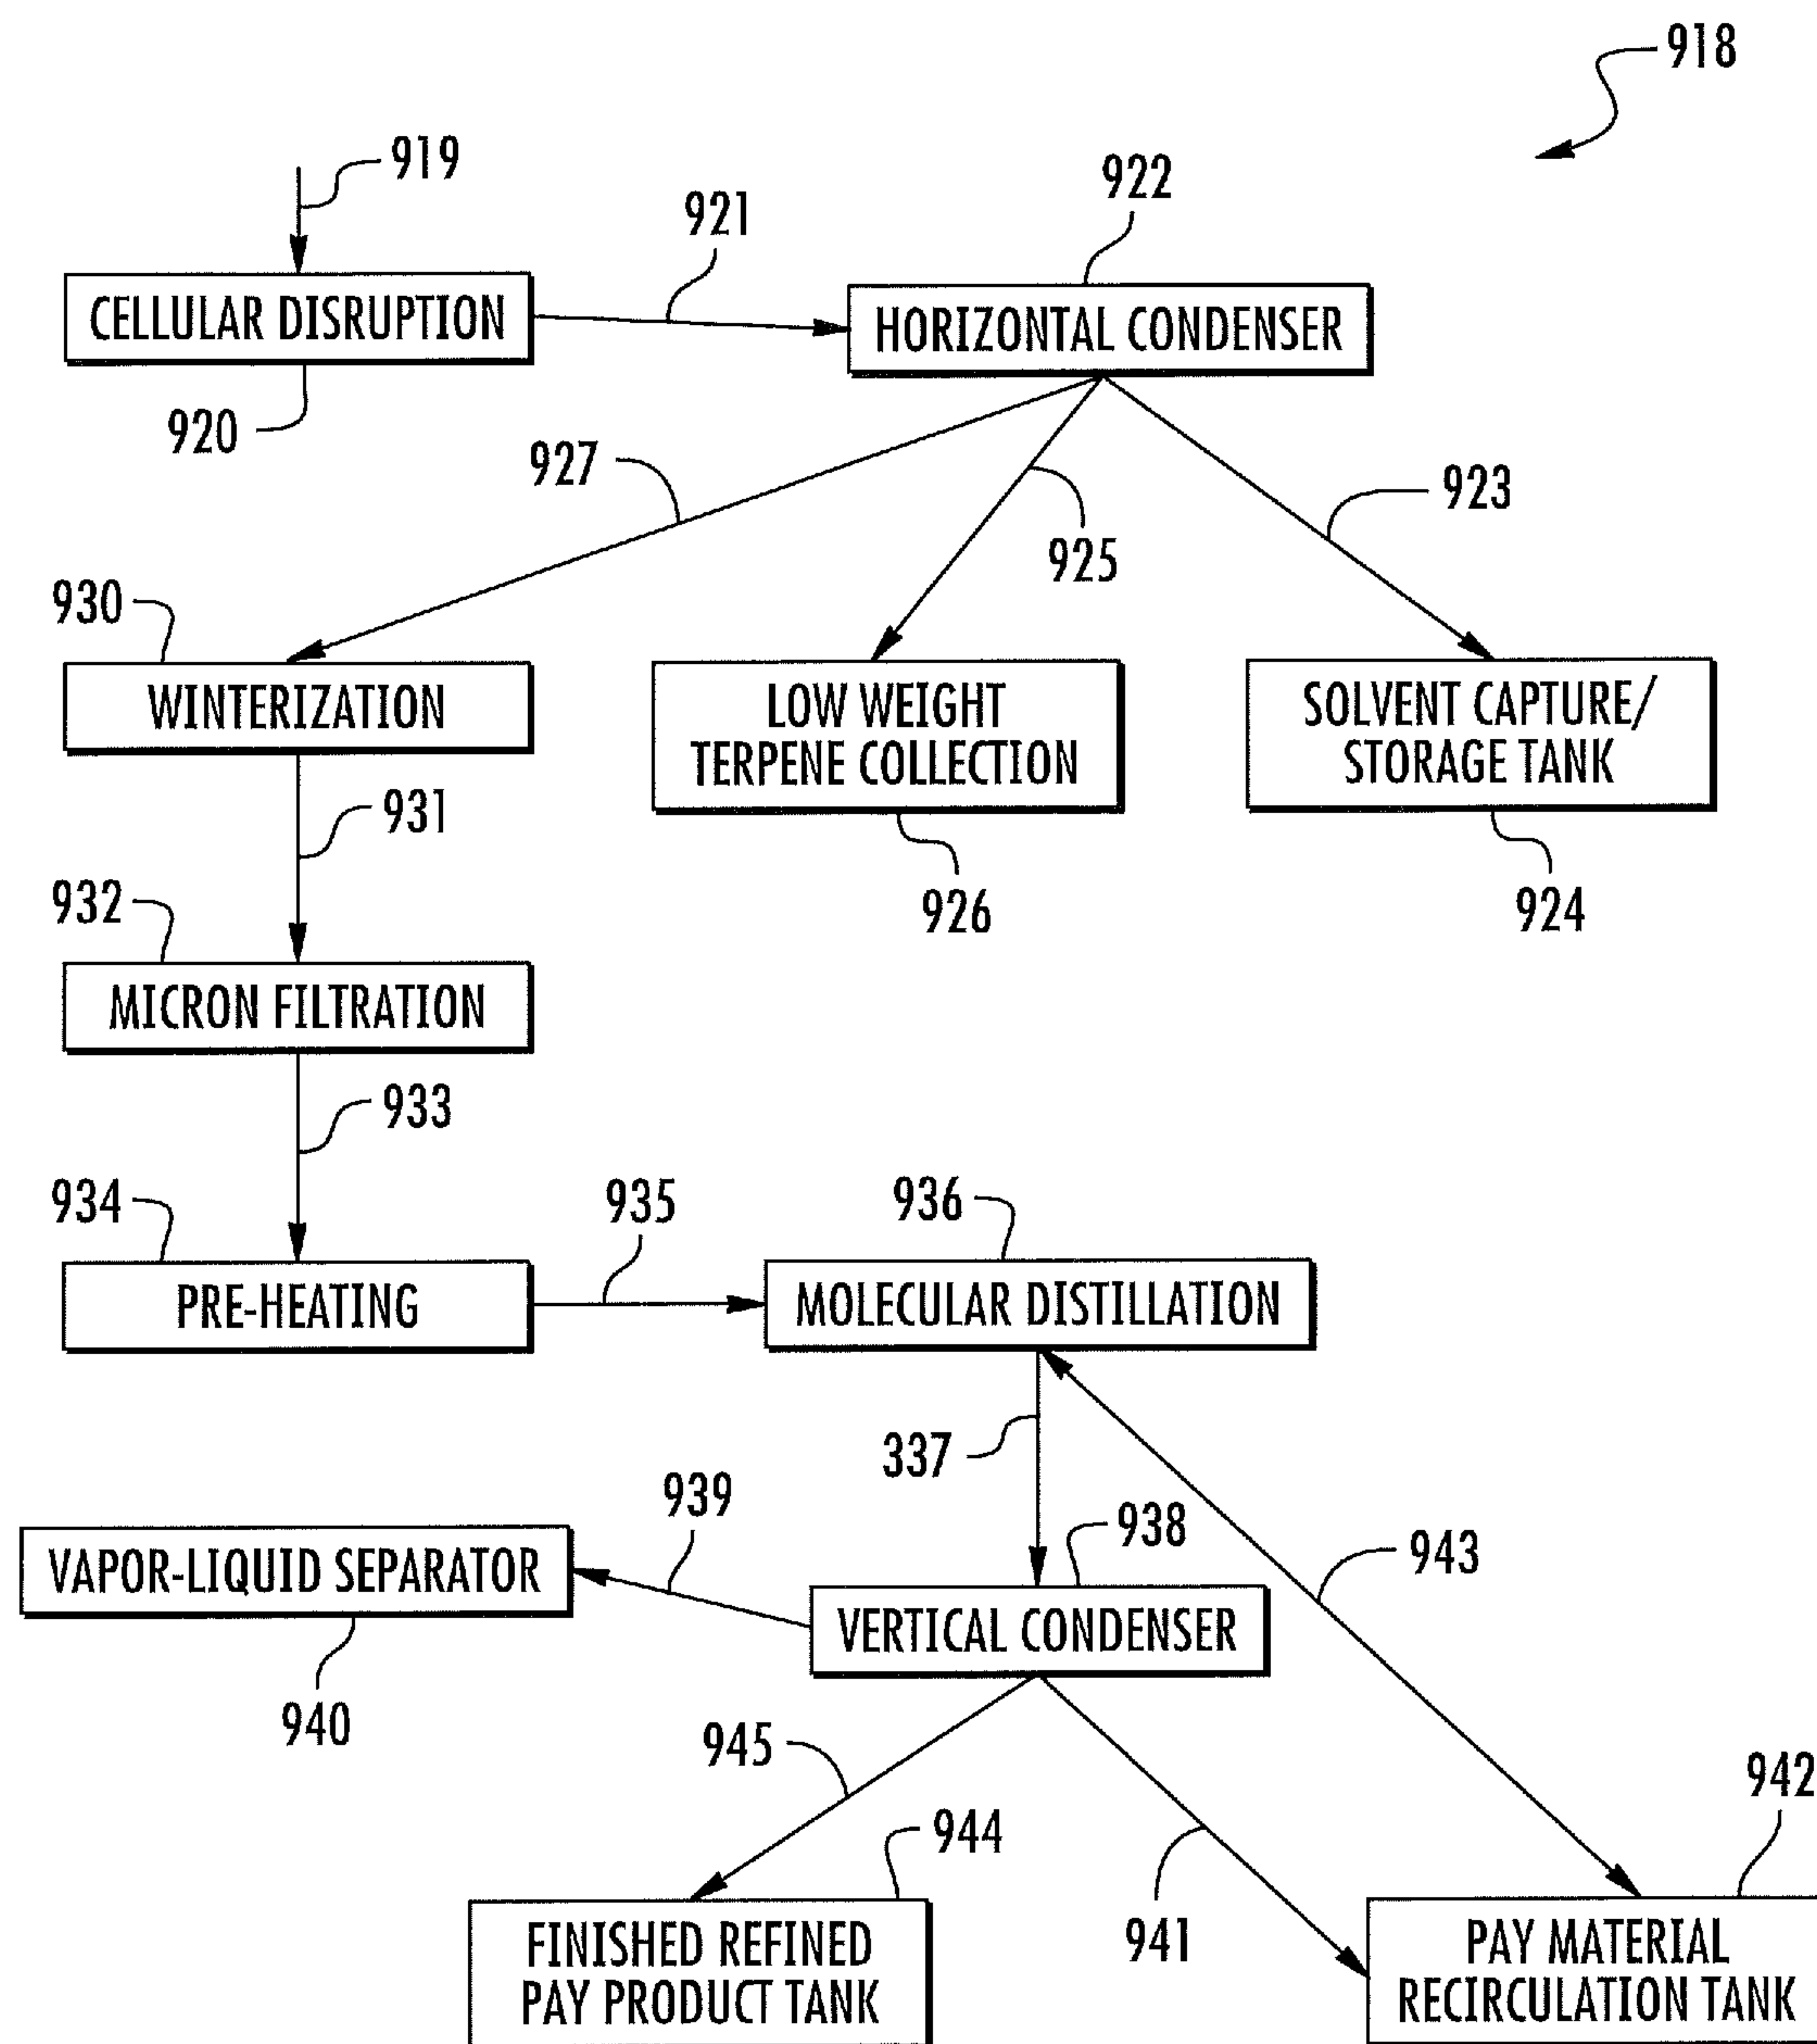 918
919
921
922
CELLULAR DISRUPTION
HORIZONTAL CONDENSER
920
927
925
923
930
WINTERIZATION
LOW WEIGHT
TERPENE COLLECTION
SOLVENT CAPTURE/
STORAGE TANK
931
926
924
932
MICRON FILTRATION
933
934
935
936
PRE-HEATING
MOLECULAR DISTILLATION
337
943
939
938
VAPOR-LIQUID SEPARATOR
VERTICAL CONDENSER
940
945
942
944
941
FINISHED REFINED
PAY PRODUCT TANK
PAY MATERIAL
RECIRCULATION TANK